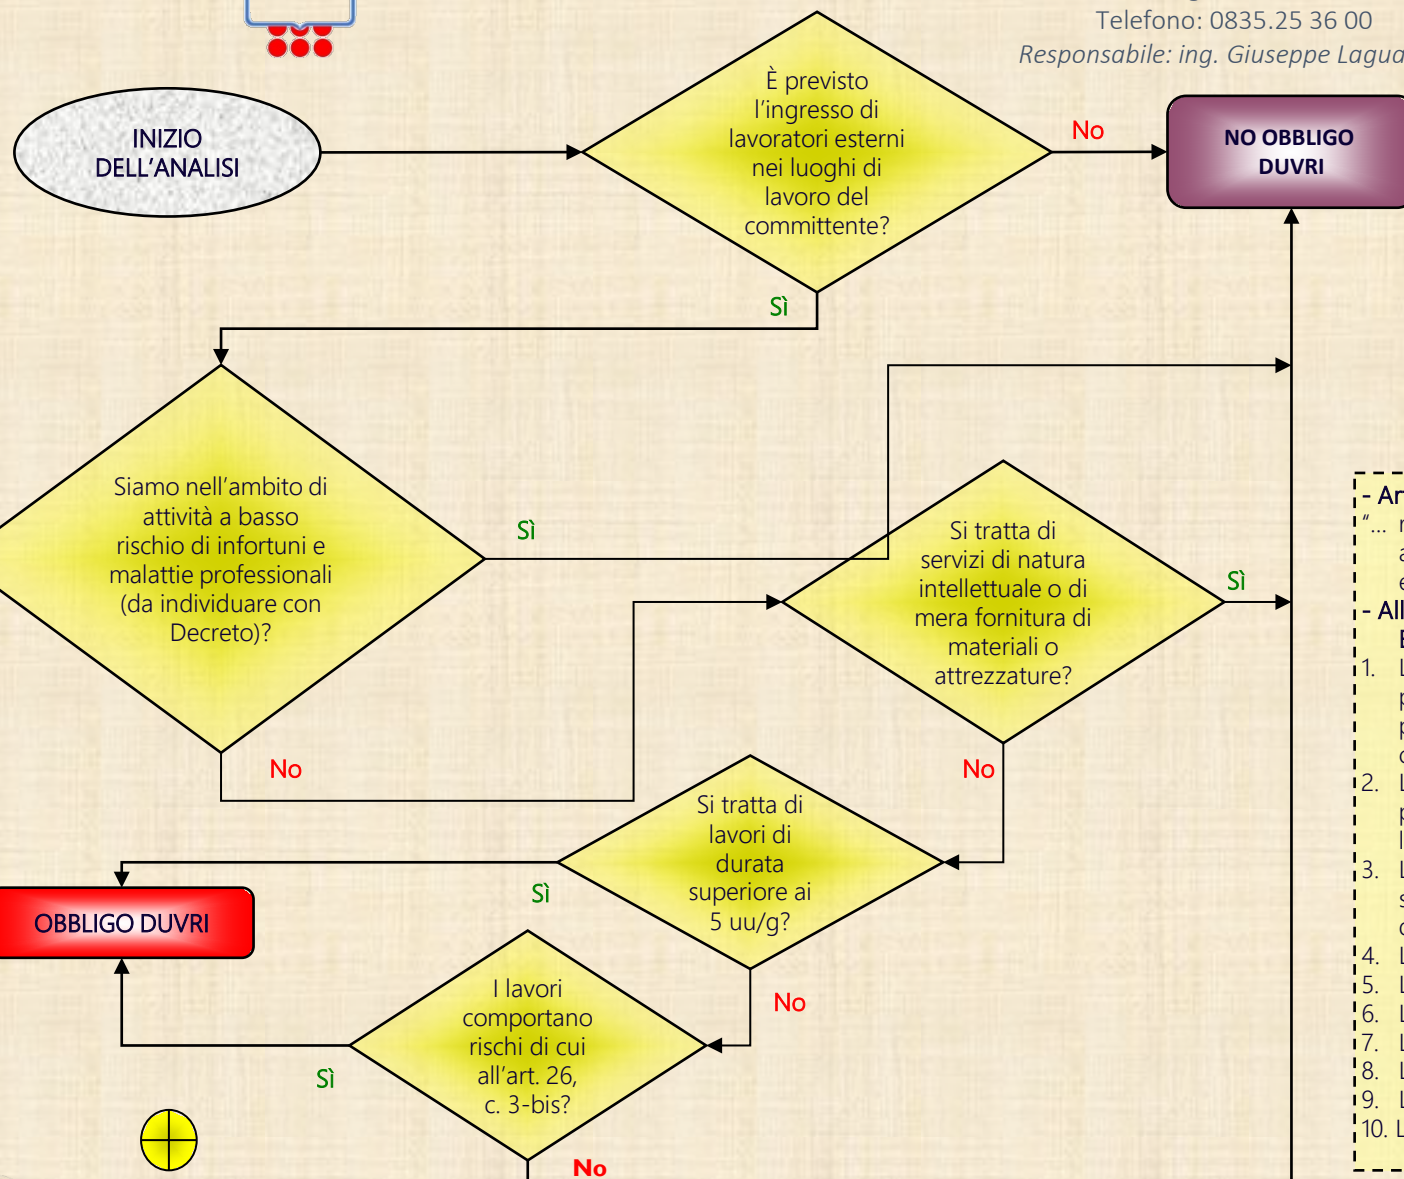 Telefono: 0835.25 36 00
Responsabile: ing. Giuseppe
È previsto
l'ingresso di
lavoratori esterni
nei luoghi di
lavoro del
committente?
INIZIO
DELL'ANALISI
No
NO OBBLIGO
DUVRI
Sì
Siamo nell'ambito di
attività a basso
rischio di infortuni e
malattie professionali
(da individuare con
Decreto)?
Sì
Si tratta di
servizi di natura
intellettuale o di
mera fornitura di
materiali o
attrezzature?
Sì
No
No
Si tratta di
lavori di
durata
superiore ai
5 uu/g?
Sì
No
OBBLIGO DUVRI
I lavori
comportano
rischi di cui
all'art. 26,
c. 3-bis?
Sì
No
-
"...
-
1.
2.
3.
4.
5.
6.
7.
8.
9.
10.